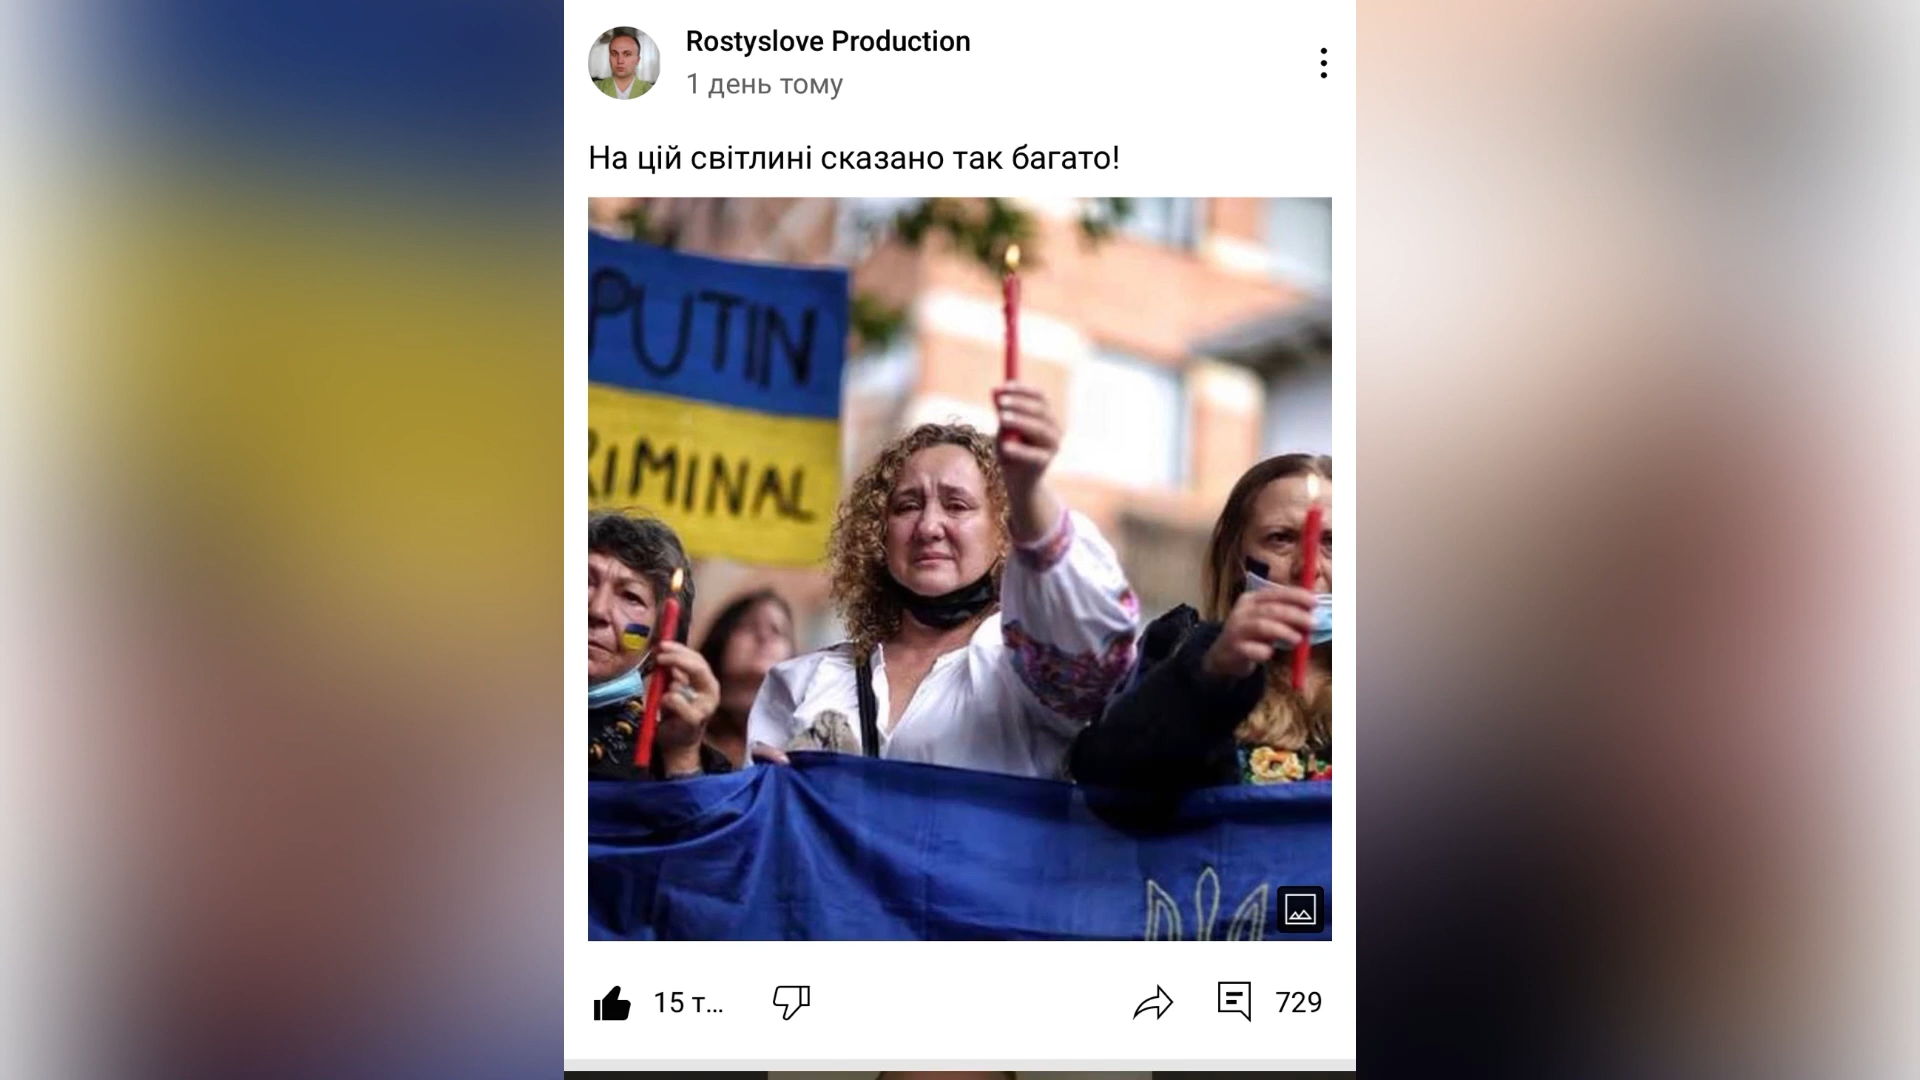 Rostyslove Production
1 день тому
На цій світлині сказано так багато!
PUTIN
RIMINAL
15 т...
729